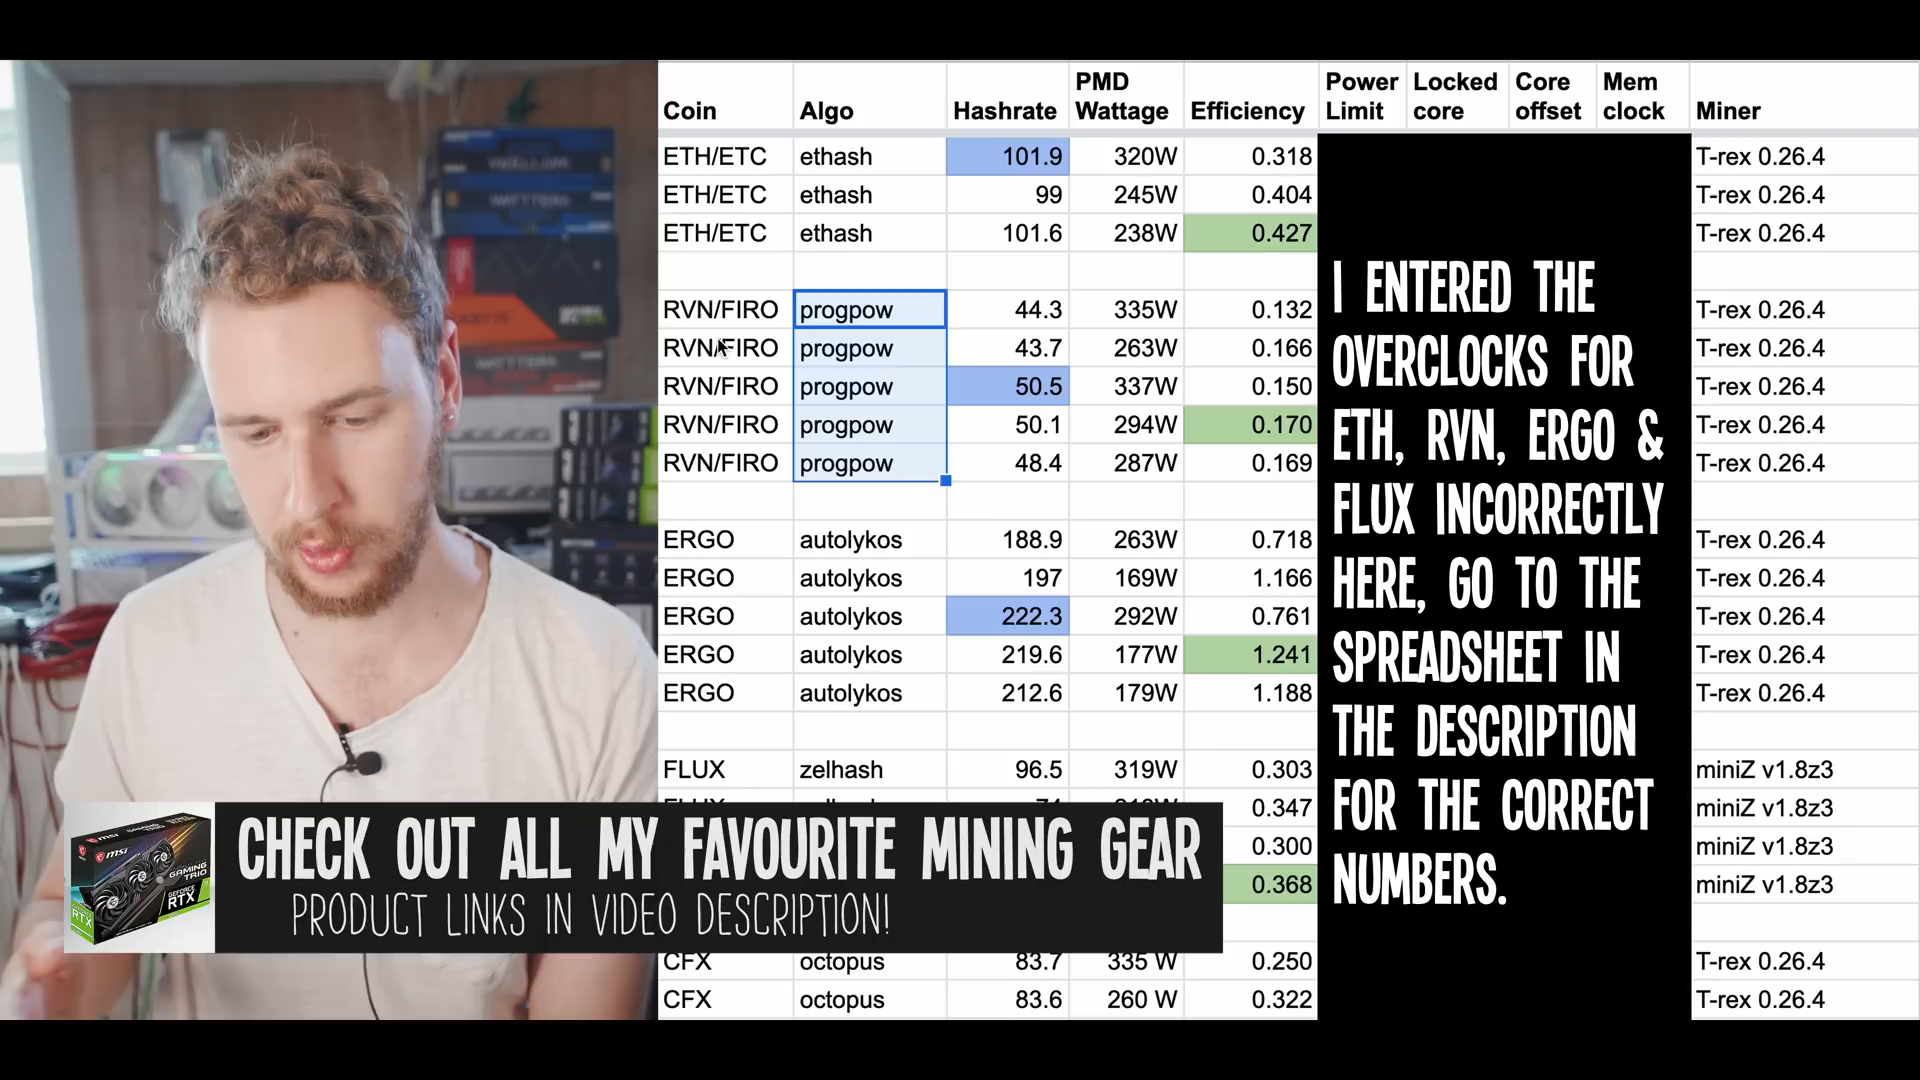 Coin Algo Hashrate PMD Wattage Efficiency Power Limit Locked core Core offset Mem clock Miner
ETH/ETC ethash 101.9 320W 0.318 T-rex 0.26.4
ETH/ETC ethash 99 245W 0.404 T-rex 0.26.4
ETH/ETC ethash 101.6 238W 0.427 T-rex 0.26.4
RVN/FIRO progpow 44.3 335W 0.132 T-rex 0.26.4
RVN/FIRO progpow 43.7 263W 0.166 T-rex 0.26.4
RVN/FIRO progpow 50.5 337W 0.150 T-rex 0.26.4
RVN/FIRO progpow 50.1 294W 0.170 T-rex 0.26.4
RVN/FIRO progpow 48.4 287W 0.169 T-rex 0.26.4
ERGO autolykos 188.9 263W 0.718 T-rex 0.26.4
ERGO autolykos 197 169W 1.166 T-rex 0.26.4
ERGO autolykos 222.3 292W 0.761 T-rex 0.26.4
ERGO autolykos 219.6 177W 1.241 T-rex 0.26.4
ERGO autolykos 212.6 179W 1.188 T-rex 0.26.4
FLUX zelhash 96.5 319W 0.303 miniZ v1.8z3
0.347 miniZ v1.8z3
0.300 miniZ v1.8z3
0.368 miniZ v1.8z3
CFX octopus 83.7 335 W 0.250 T-rex 0.26.4
CFX octopus 83.6 260 W 0.322 T-rex 0.26.4
I ENTERED THE
OVERCLOCKS FOR
ETH, RVN, ERGO &
FLUX INCORRECTLY
HERE, GO TO THE
SPREADSHEET IN
THE DESCRIPTION
FOR THE CORRECT
NUMBERS.
CHECK OUT ALL MY FAVOURITE MINING GEAR
PRODUCT LINKS IN VIDEO DESCRIPTION!
msi
GAMING
TRIO
GEFORCE
RTX